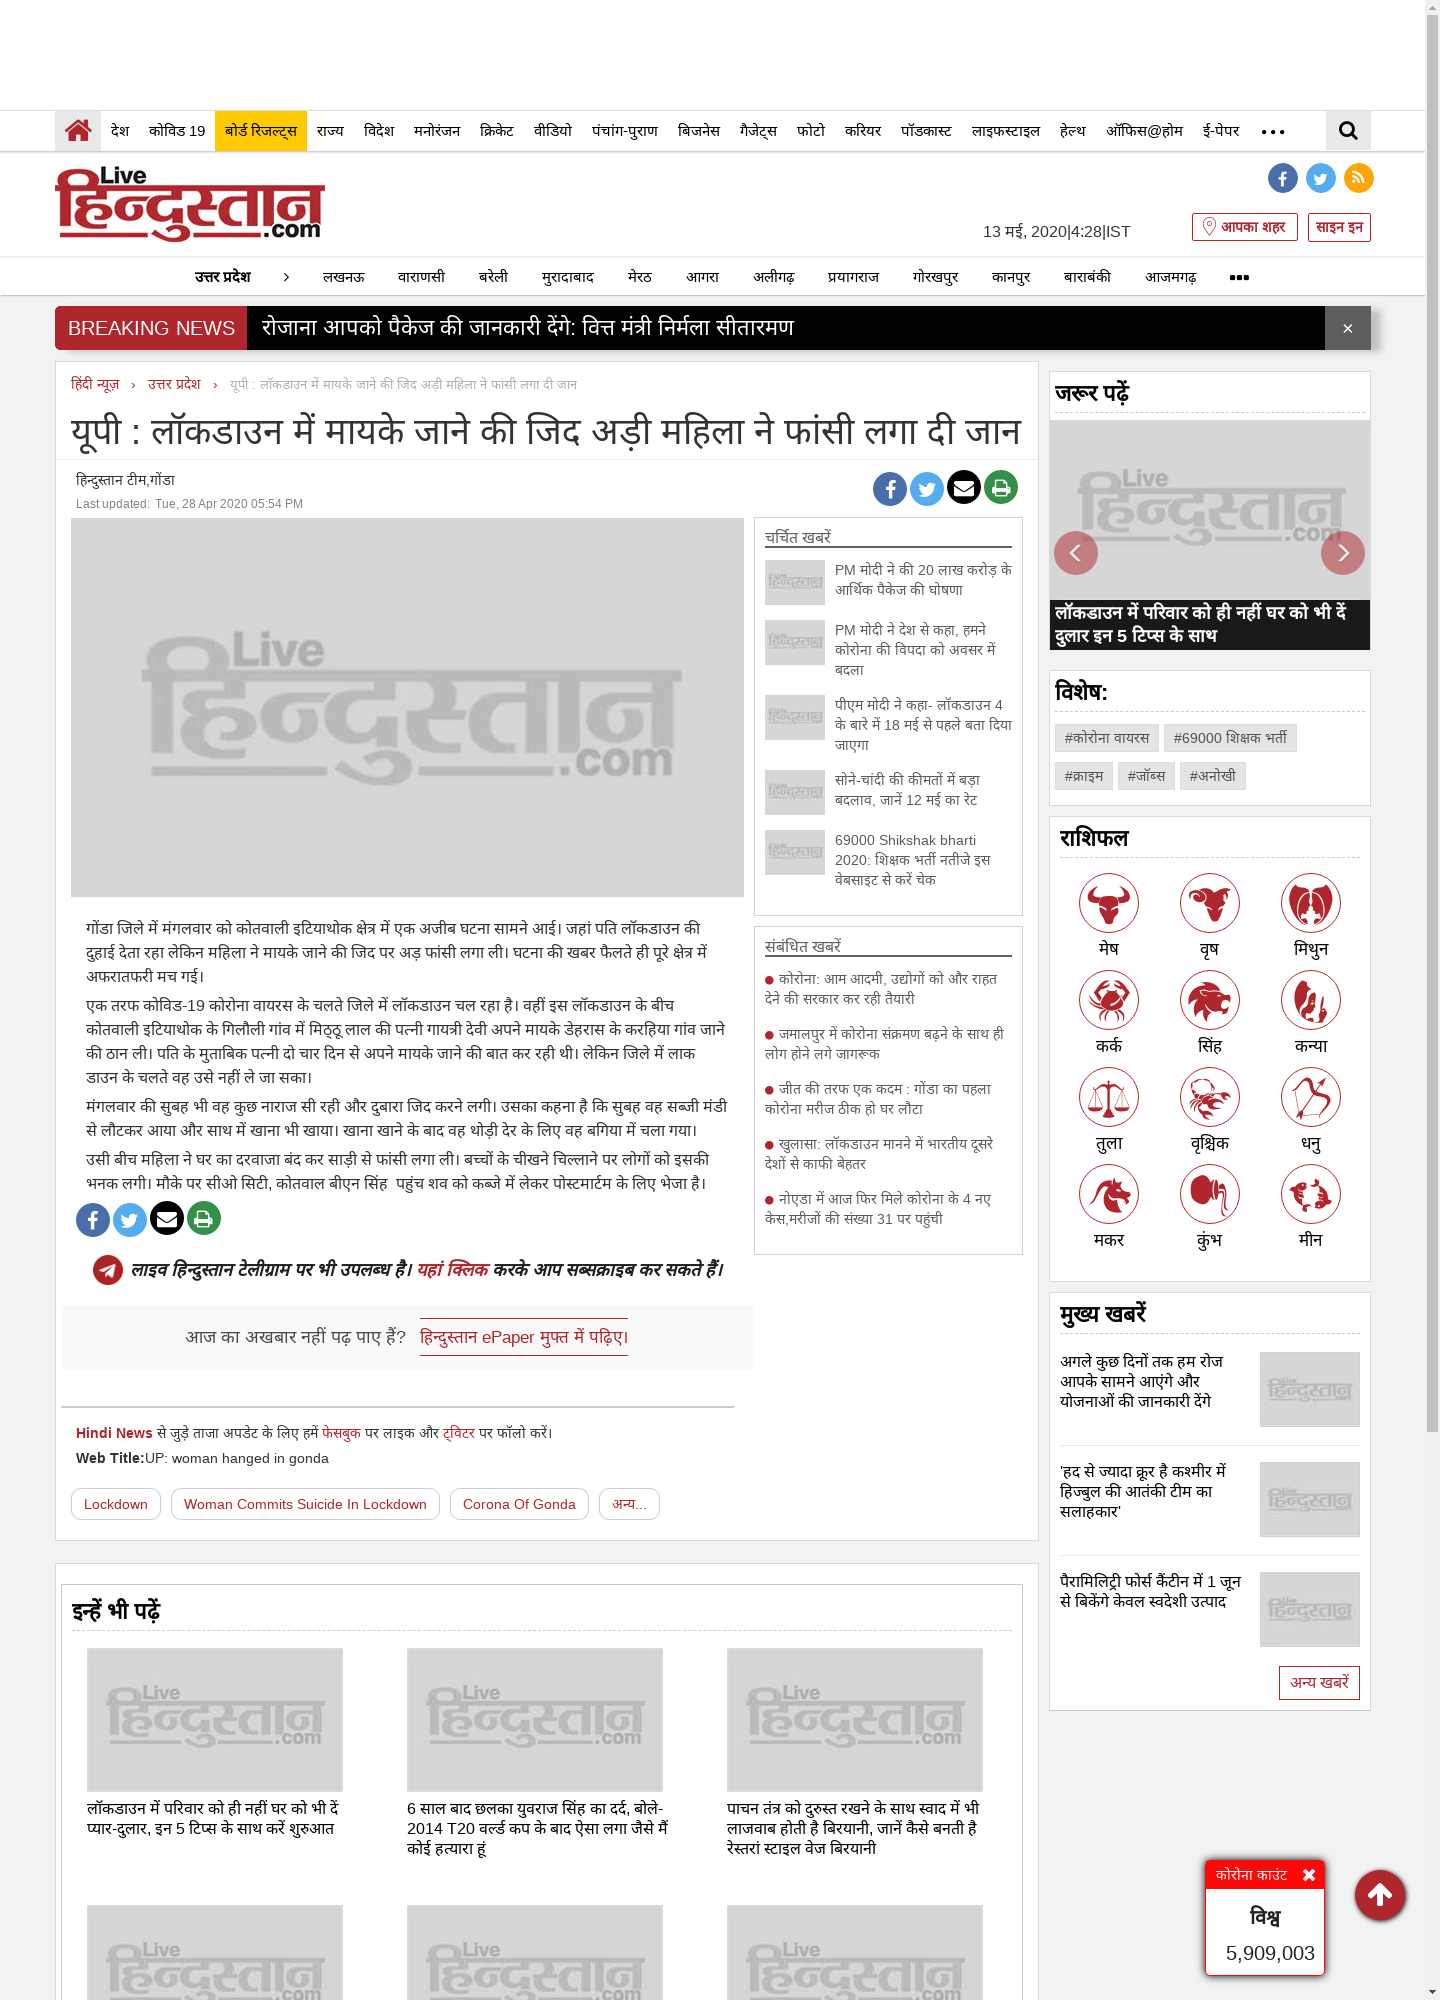 देश कोविड 19 बोर्ड रिजल्ट्स राज्य विदेश मनोरंजन क्रिकेट वीडियो पंचांग-पुराण बिजनेस गैजेट्स फोटो करियर पॉडकास्ट लाइफस्टाइल हेल्थ ऑफिस@होम ई-पेपर
Live
हिन्दुस्तान
.com
13 मई, 2020|4:28|IST
आपका शहर
साइन इन
उत्तर प्रदेश › लखनऊ वाराणसी बरेली मुरादाबाद मेरठ आगरा अलीगढ़ प्रयागराज गोरखपुर कानपुर बाराबंकी आजमगढ़
BREAKING NEWS रोजाना आपको पैकेज की जानकारी देंगे: वित्त मंत्री निर्मला सीतारमण ×
हिंदी न्यूज़ › उत्तर प्रदेश › यूपी : लॉकडाउन में मायके जाने की जिद अड़ी महिला ने फांसी लगा दी जान
यूपी : लॉकडाउन में मायके जाने की जिद अड़ी महिला ने फांसी लगा दी जान
हिन्दुस्तान टीम,गोंडा
Last updated: Tue, 28 Apr 2020 05:54 PM
Live
हिन्दुस्तान
.com
गोंडा जिले में मंगलवार को कोतवाली इटियाथोक क्षेत्र में एक अजीब घटना सामने आई। जहां पति लॉकडाउन की
दुहाई देता रहा लेकिन महिला ने मायके जाने की जिद पर अड़ फांसी लगा ली। घटना की खबर फैलते ही पूरे क्षेत्र में
अफरातफरी मच गई।
एक तरफ कोविड-19 कोरोना वायरस के चलते जिले में लॉकडाउन चल रहा है। वहीं इस लॉकडाउन के बीच
कोतवाली इटियाथोक के गिलौली गांव में मिठ्ठू लाल की पत्नी गायत्री देवी अपने मायके डेहरास के करहिया गांव जाने
की ठान ली। पति के मुताबिक पत्नी दो चार दिन से अपने मायके जाने की बात कर रही थी। लेकिन जिले में लाक
डाउन के चलते वह उसे नहीं ले जा सका।
मंगलवार की सुबह भी वह कुछ नाराज सी रही और दुबारा जिद करने लगी। उसका कहना है कि सुबह वह सब्जी मंडी
से लौटकर आया और साथ में खाना भी खाया। खाना खाने के बाद वह थोड़ी देर के लिए वह बगिया में चला गया।
उसी बीच महिला ने घर का दरवाजा बंद कर साड़ी से फांसी लगा ली। बच्चों के चीखने चिल्लाने पर लोगों को इसकी
भनक लगी। मौके पर सीओ सिटी, कोतवाल बीएन सिंह पहुंच शव को कब्जे में लेकर पोस्टमार्टम के लिए भेजा है।
लाइव हिन्दुस्तान टेलीग्राम पर भी उपलब्ध है। यहां क्लिक करके आप सब्सक्राइब कर सकते हैं।
आज का अखबार नहीं पढ़ पाए हैं? हिन्दुस्तान ePaper मुफ्त में पढ़िए।
Hindi News से जुड़े ताजा अपडेट के लिए हमें फेसबुक पर लाइक और ट्विटर पर फॉलो करें।
Web Title:UP: woman hanged in gonda
Lockdown
Woman Commits Suicide In Lockdown
Corona Of Gonda
अन्य...
चर्चित खबरें
PM मोदी ने की 20 लाख करोड़ के
आर्थिक पैकेज की घोषणा
PM मोदी ने देश से कहा, हमने
कोरोना की विपदा को अवसर में
बदला
पीएम मोदी ने कहा- लॉकडाउन 4
के बारे में 18 मई से पहले बता दिया
जाएगा
सोने-चांदी की कीमतों में बड़ा
बदलाव, जानें 12 मई का रेट
69000 Shikshak bharti
2020: शिक्षक भर्ती नतीजे इस
वेबसाइट से करें चेक
संबंधित खबरें
कोरोना: आम आदमी, उद्योगों को और राहत
देने की सरकार कर रही तैयारी
जमालपुर में कोरोना संक्रमण बढ़ने के साथ ही
लोग होने लगे जागरूक
जीत की तरफ एक कदम : गोंडा का पहला
कोरोना मरीज ठीक हो घर लौटा
खुलासा: लॉकडाउन मानने में भारतीय दूसरे
देशों से काफी बेहतर
नोएडा में आज फिर मिले कोरोना के 4 नए
केस,मरीजों की संख्या 31 पर पहुंची
जरूर पढ़ें
Live
हिन्दुस्तान
.com
लॉकडाउन में परिवार को ही नहीं घर को भी दें
दुलार इन 5 टिप्स के साथ
विशेष:
#कोरोना वायरस #69000 शिक्षक भर्ती
#क्राइम #जॉब्स #अनोखी
राशिफल
मेष वृष मिथुन
कर्क सिंह कन्या
तुला वृश्चिक धनु
मकर कुंभ मीन
मुख्य खबरें
अगले कुछ दिनों तक हम रोज
आपके सामने आएंगे और
योजनाओं की जानकारी देंगे
'हद से ज्यादा क्रूर है कश्मीर में
हिज्बुल की आतंकी टीम का
सलाहकार'
पैरामिलिट्री फोर्स कैंटीन में 1 जून
से बिकेंगे केवल स्वदेशी उत्पाद
अन्य खबरें
इन्हें भी पढ़ें
लॉकडाउन में परिवार को ही नहीं घर को भी दें
प्यार-दुलार, इन 5 टिप्स के साथ करें शुरुआत
6 साल बाद छलका युवराज सिंह का दर्द, बोले-
2014 T20 वर्ल्ड कप के बाद ऐसा लगा जैसे मैं
कोई हत्यारा हूं
पाचन तंत्र को दुरुस्त रखने के साथ स्वाद में भी
लाजवाब होती है बिरयानी, जानें कैसे बनती है
रेस्तरां स्टाइल वेज बिरयानी
कोरोना काउंट
विश्व
5,909,003